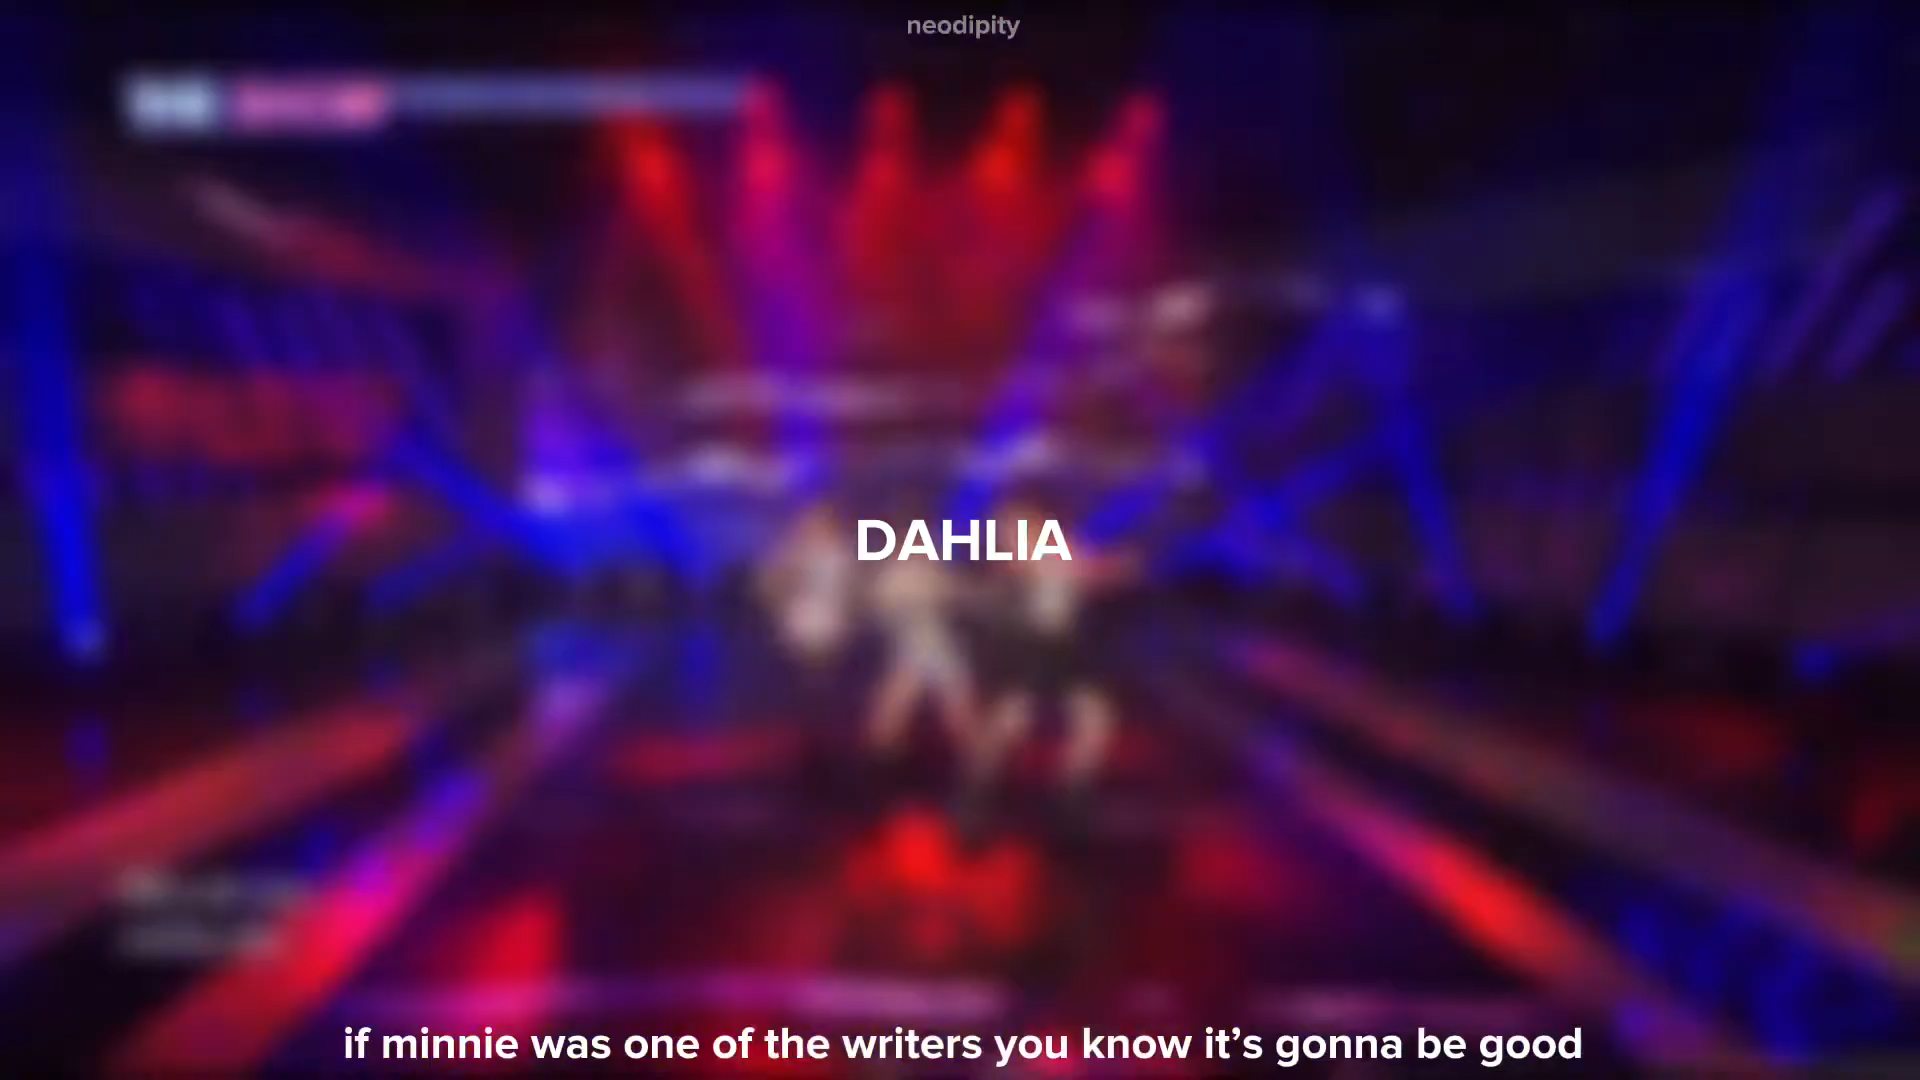 neodipity
DAHLIA
if minnie was one of the writers you know it’s gonna be good